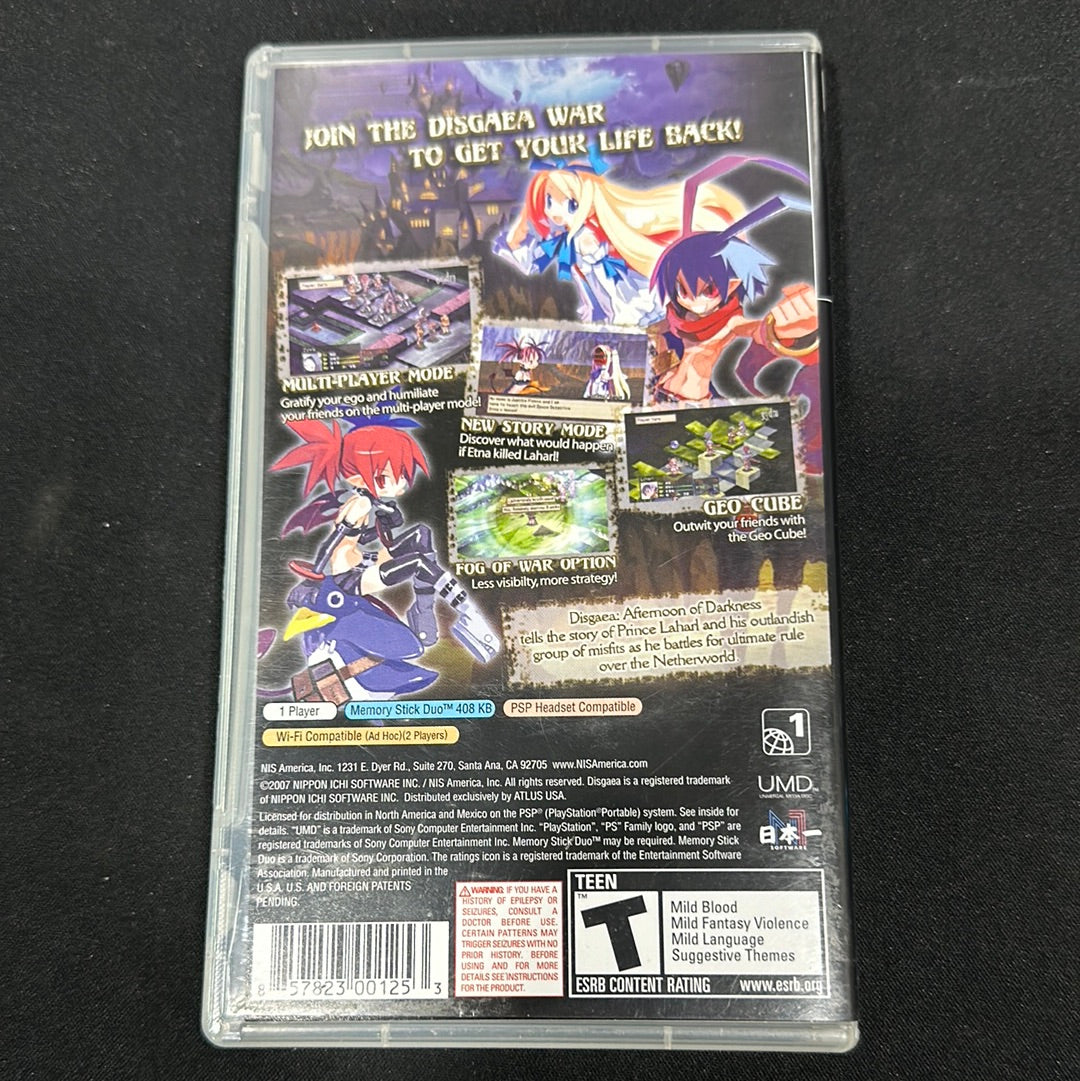 JOIN THE DISGAEA WAR
TO GET YOUR LIFE BACK!
MULTI-PLAYER MODE
Gratify your ego and humiliate
your friends on the multi-player mode!
NEW STORY MODE
Discover what would happen
if Etna killed Laharl!
GEO CUBE
Outwit your friends with
the Geo Cube!
FOG OF WAR OPTION
Less visibilty, more strategy!
Disgaea: Afternoon of Darkness
tells the story of Prince Laharl and his outlandish
group of misfits as he battles for ultimate rule
over the Netherworld.
1 Player
Memory Stick Duo™ 408 KB
PSP Headset Compatible
Wi-Fi Compatible (Ad Hoc)(2 Players)
1
NIS America, Inc. 1231 E. Dyer Rd., Suite 270, Santa Ana, CA 92705 www.NISAmerica.com
©2007 NIPPON ICHI SOFTWARE INC. / NIS America, Inc. All rights reserved. Disgaea is a registered trademark
of NIPPON ICHI SOFTWARE INC. Distributed exclusively by ATLUS USA.
UMD™
UNIVERSAL MEDIA DISC
Licensed for distribution in North America and Mexico on the PSP® (PlayStation®Portable) system. See inside for
details. "UMD" is a trademark of Sony Computer Entertainment Inc. "PlayStation", "PS" Family logo, and "PSP" are
registered trademarks of Sony Computer Entertainment Inc. Memory Stick Duo™ may be required. Memory Stick
Duo is a trademark of Sony Corporation. The ratings icon is a registered trademark of the Entertainment Software
Association. Manufactured and printed in the
U.S.A. U.S. AND FOREIGN PATENTS
PENDING.
日本一
SOFTWARE
WARNING: IF YOU HAVE A
HISTORY OF EPILEPSY OR
SEIZURES, CONSULT A
DOCTOR BEFORE USE.
CERTAIN PATTERNS MAY
TRIGGER SEIZURES WITH NO
PRIOR HISTORY. BEFORE
USING AND FOR MORE
DETAILS SEE INSTRUCTIONS
FOR THE PRODUCT.
TEEN
T
™
Mild Blood
Mild Fantasy Violence
Mild Language
Suggestive Themes
ESRB CONTENT RATING www.esrb.org
8 57823 00125 3